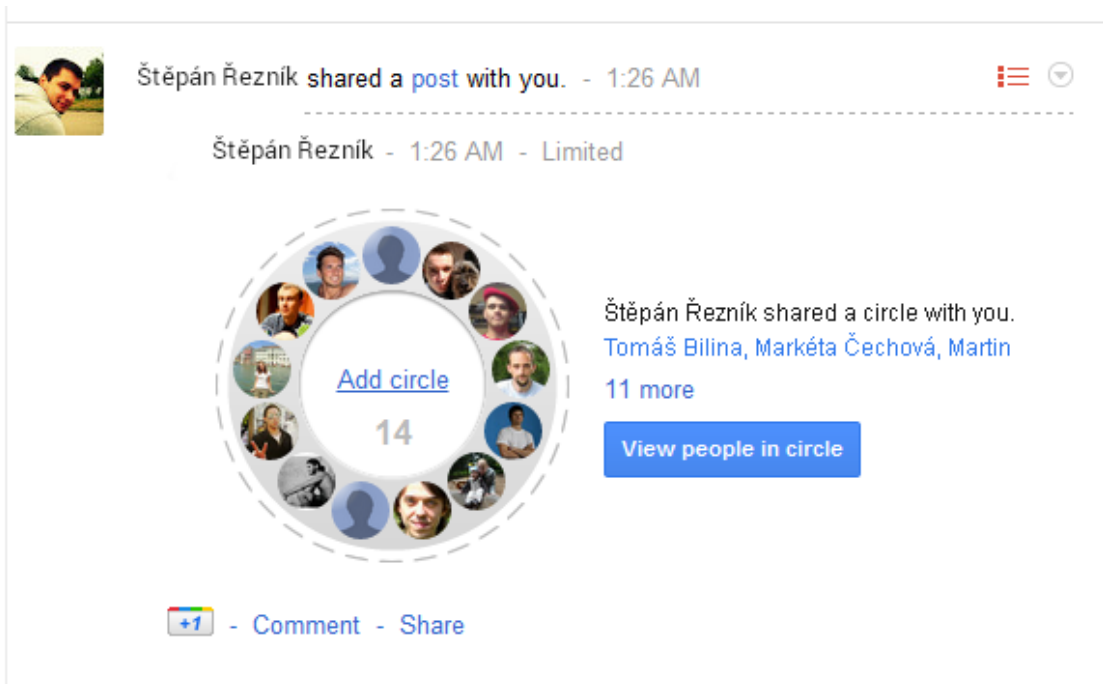 Štěpán Řezník shared a post with you. - 1:26 AM
Štěpán Řezník - 1:26 AM - Limited
Add circle
14
Štěpán Řezník shared a circle with you.
Tomáš Bilina, Markéta Čechová, Martin
11 more
View people in circle
+1 - Comment - Share